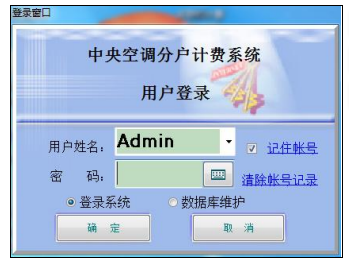 登录窗口
中央空调分户计费系统
用户登录
用户姓名: Admin 记住帐号
密 码: 清除帐号记录
登录系统 数据库维护
确 定 取 消